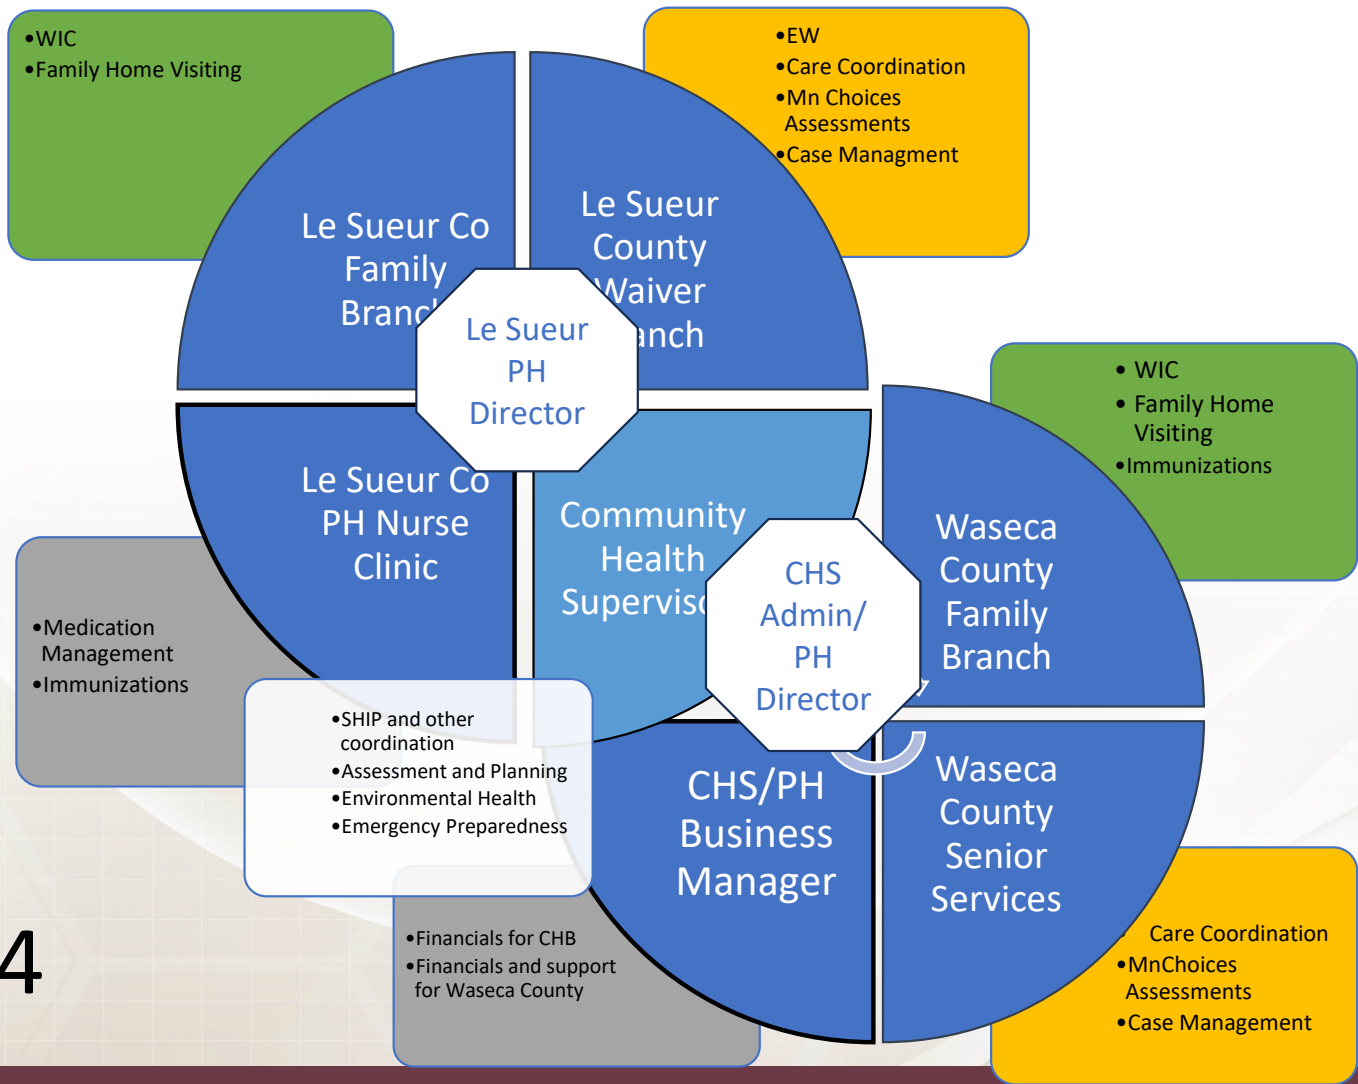 •WIC
•Family Home Visiting
•EW
•Care Coordination
•Mn Choices
Assessments
•Case Managment
Le Sueur Co
Family
Branch
Le Sueur
County
Waiver
Branch
Le Sueur
PH
Director
• WIC
• Family Home
Visiting
•Immunizations
Le Sueur Co
PH Nurse
Clinic
Community
Health
Supervisor
CHS
Admin/
PH
Director
Waseca
County
Family
Branch
•Medication
Management
•Immunizations
•SHIP and other
coordination
•Assessment and Planning
•Environmental Health
•Emergency Preparedness
CHS/PH
Business
Manager
Waseca
County
Senior
Services
•Financials for CHB
•Financials and support
for Waseca County
• Care Coordination
•MnChoices
Assessments
•Case Management
4